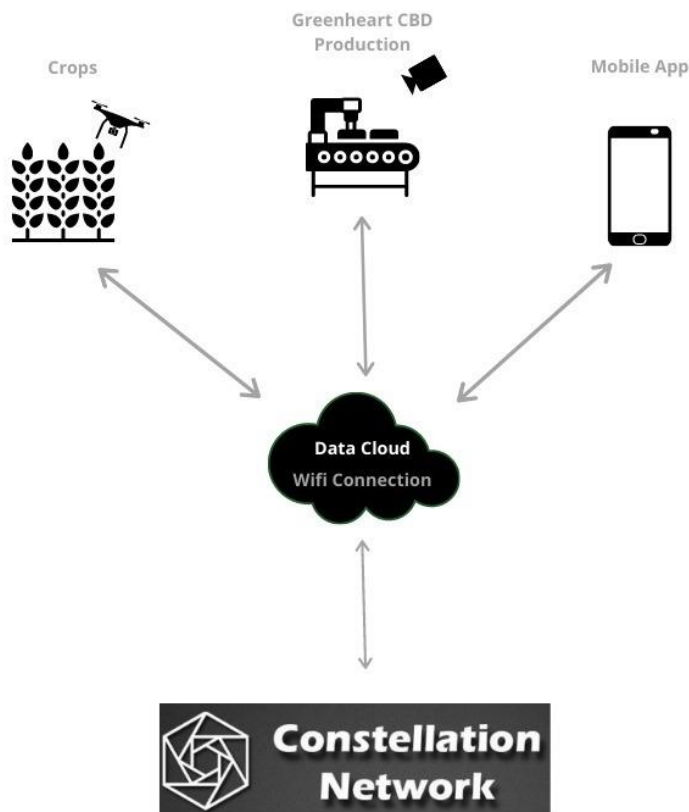 Greenheart CBD
Production
Crops
Mobile App
Data Cloud
Wifi Connection
Constellation
Network